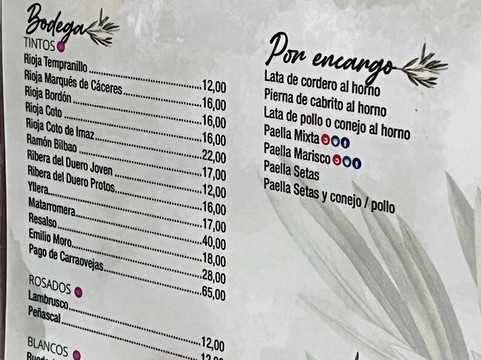 Bodega
TINTOS
Rioja Tempranillo 12,00
Rioja Marqués de Cáceres 16,00
Rioja Bordón 16,00
Rioja Coto 16,00
Rioja Coto de Imaz 22,00
Ramón Bilbao 17,00
Ribera del Duero Joven 12,00
Ribera del Duero Protos 16,00
Yllera 17,00
Matarromera 40,00
Resalso 18,00
Emilio Moro 28,00
Pago de Carraovejas 65,00
ROSADOS
Lambrusco 12,00
Peñascal 12,00
BLANCOS
Por encargo
Lata de cordero al horno
Pierna de cabrito al horno
Lata de pollo o conejo al horno
Paella Mixta
Paella Marisco
Paella Setas
Paella Setas y conejo / pollo